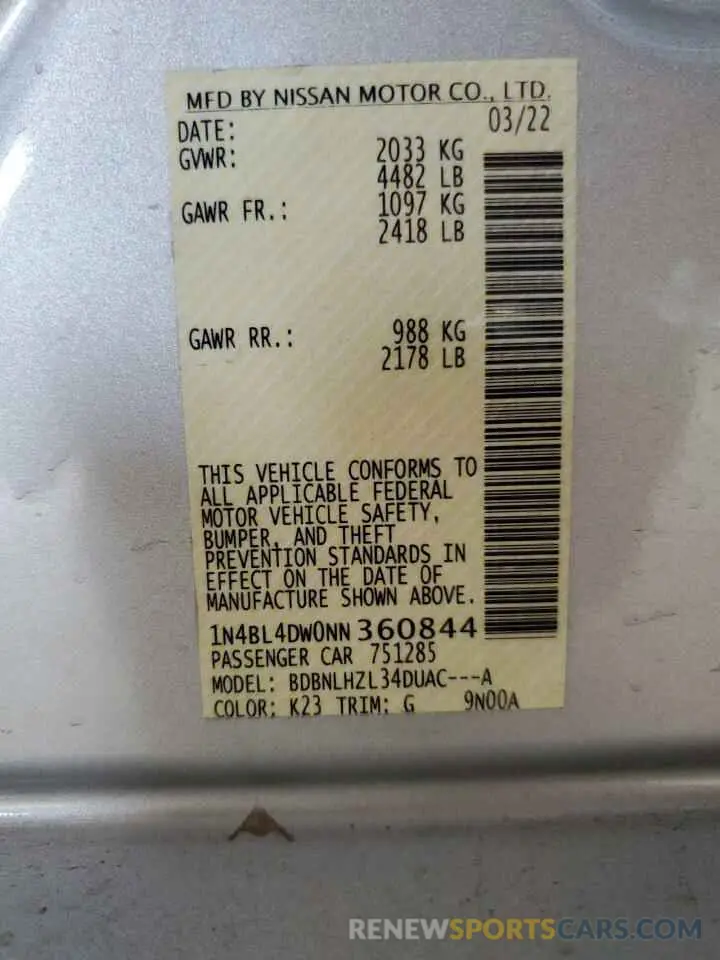 MFD BY NISSAN MOTOR CO., LTD.
DATE: 03/22
GVWR: 2033 KG
4482 LB
GAWR FR.: 1097 KG
2418 LB
GAWR RR.: 988 KG
2178 LB
THIS VEHICLE CONFORMS TO
ALL APPLICABLE FEDERAL
MOTOR VEHICLE SAFETY,
BUMPER, AND THEFT
PREVENTION STANDARDS IN
EFFECT ON THE DATE OF
MANUFACTURE SHOWN ABOVE.
1N4BL4DW0NN360844
PASSENGER CAR 751285
MODEL: BDBNLHZL34DUAC---A
COLOR: K23 TRIM: G 9N00A
RENEWSPORTSCARS.COM